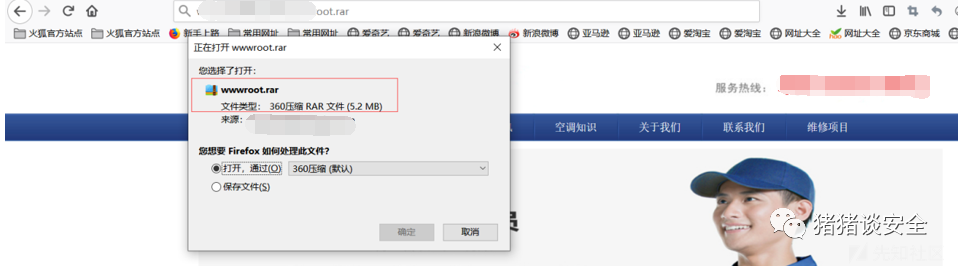 oot.rar
火狐官方站点 火狐官方站点 新手上路 常用网址 常用网址 爱奇艺 爱奇艺 新浪微博 新浪微博 亚马逊 亚马逊 爱淘宝 爱淘宝 网址大全 网址大全 京东商城
正在打开 wwwroot.rar
您选择了打开:
wwwroot.rar
文件类型: 360压缩 RAR 文件 (5.2 MB)
来源:
您想要 Firefox 如何处理此文件?
打开，通过(O) 360压缩 (默认)
保存文件(S)
确定 取消
服务热线:
空调知识 关于我们 联系我们 维修项目
员
猪猪谈安全